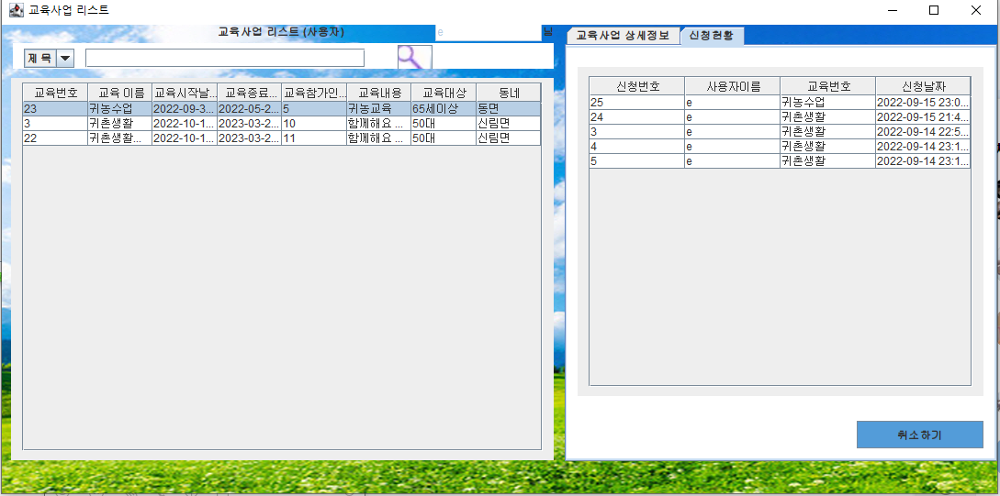 교육사업 리스트
교육사업 리스트 (사용자) e 님
제 목
교육번호 교육 이름 교육시작날... 교육종료... 교육참가인... 교육내용 교육대상 동네
23 귀농수업 2022-09-3... 2022-05-2... 5 귀농교육 65세이상 동면
3 귀촌생활 2022-10-1... 2023-03-2... 10 함께해요 ... 50대 신림면
22 귀촌생활... 2022-10-1... 2023-03-2... 11 함께해요 ... 50대 신림면
교육사업 상세정보 신청현황
신청번호 사용자이름 교육번호 신청날짜
25 e 귀농수업 2022-09-15 23:0...
24 e 귀촌생활 2022-09-15 21:4...
3 e 귀촌생활 2022-09-14 22:5...
4 e 귀촌생활 2022-09-14 23:1...
5 e 귀촌생활 2022-09-14 23:1...
취소하기